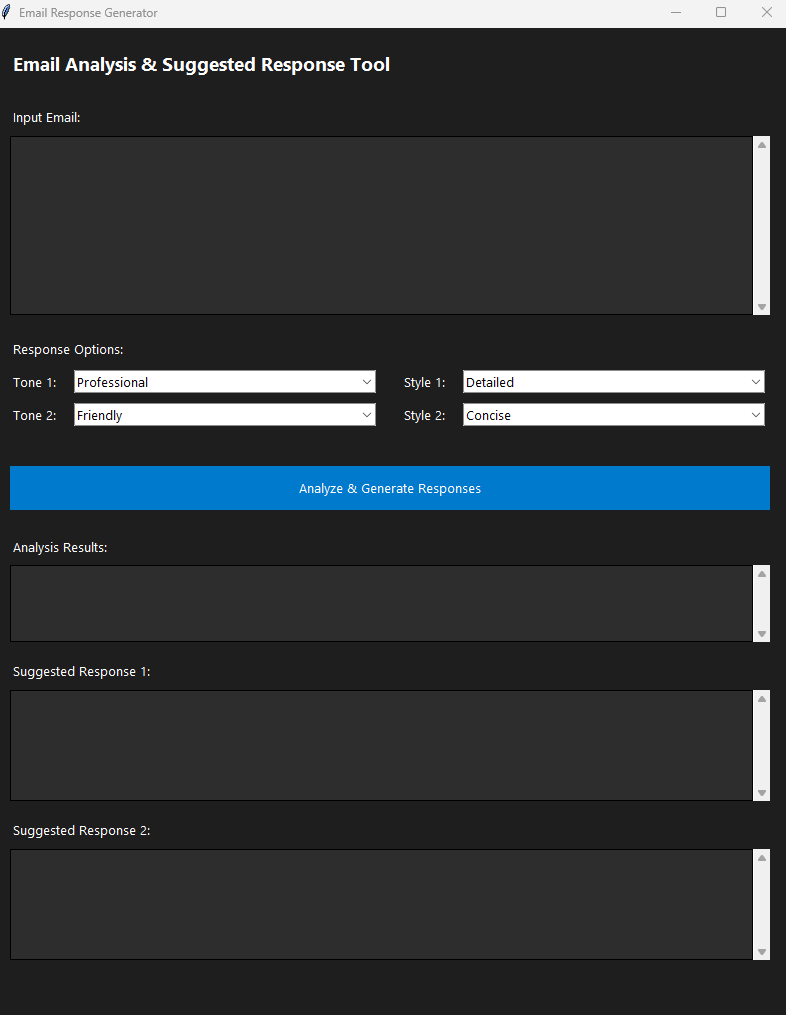 Email Response Generator
Email Analysis & Suggested Response Tool
Input Email:
Response Options:
Tone 1: Professional Style 1: Detailed
Tone 2: Friendly Style 2: Concise
Analyze & Generate Responses
Analysis Results:
Suggested Response 1:
Suggested Response 2: